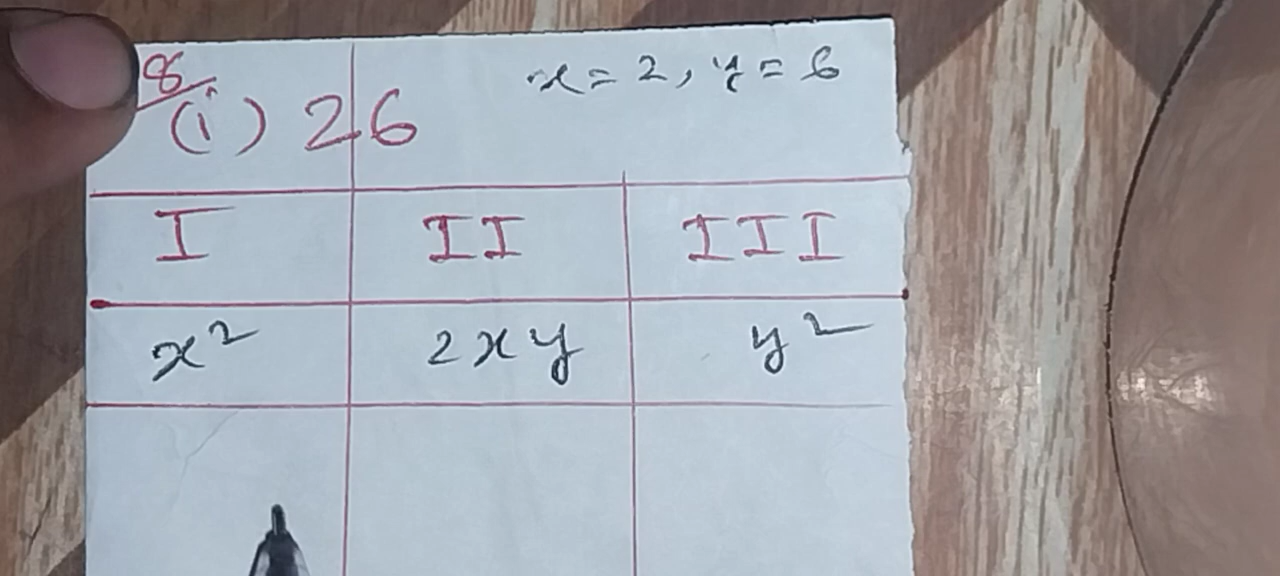 8
(i) 26 x = 2, y = 6
I II III
x² 2xy y²